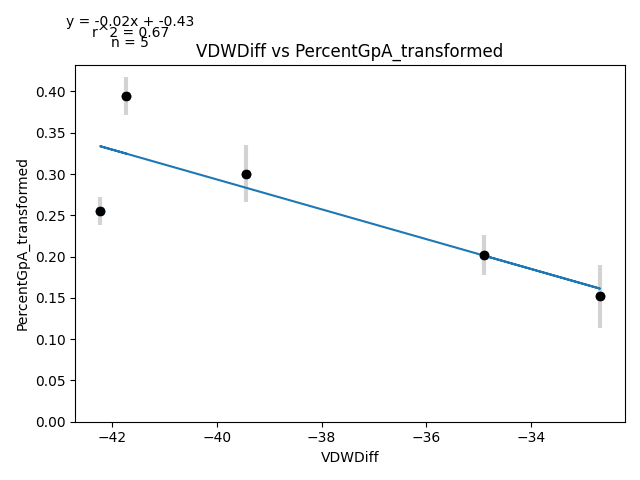 y = -0.02x + -0.43
r^2 = 0.67
n = 5
VDWDiff vs PercentGpA_transformed
PercentGpA_transformed
0.40
0.35
0.30
0.25
0.20
0.15
0.10
0.05
0.00
−42 −40 −38 −36 −34
VDWDiff